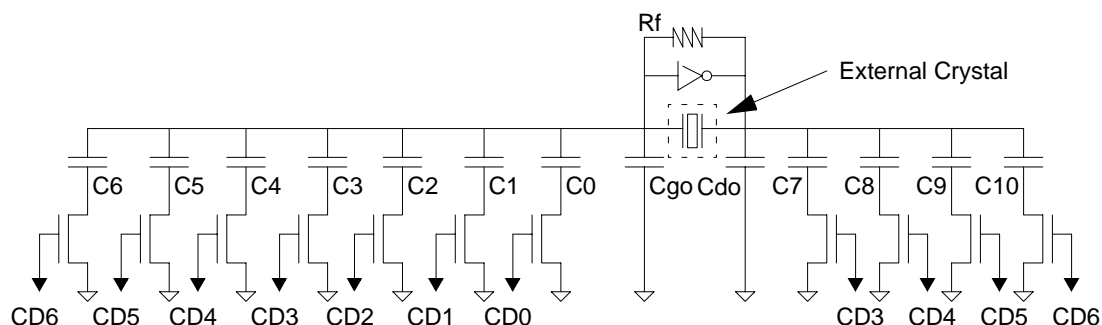 Rf
External Crystal
C6 C5 C4 C3 C2 C1 C0 Cgo Cdo C7 C8 C9 C10
CD6 CD5 CD4 CD3 CD2 CD1 CD0 CD3 CD4 CD5 CD6